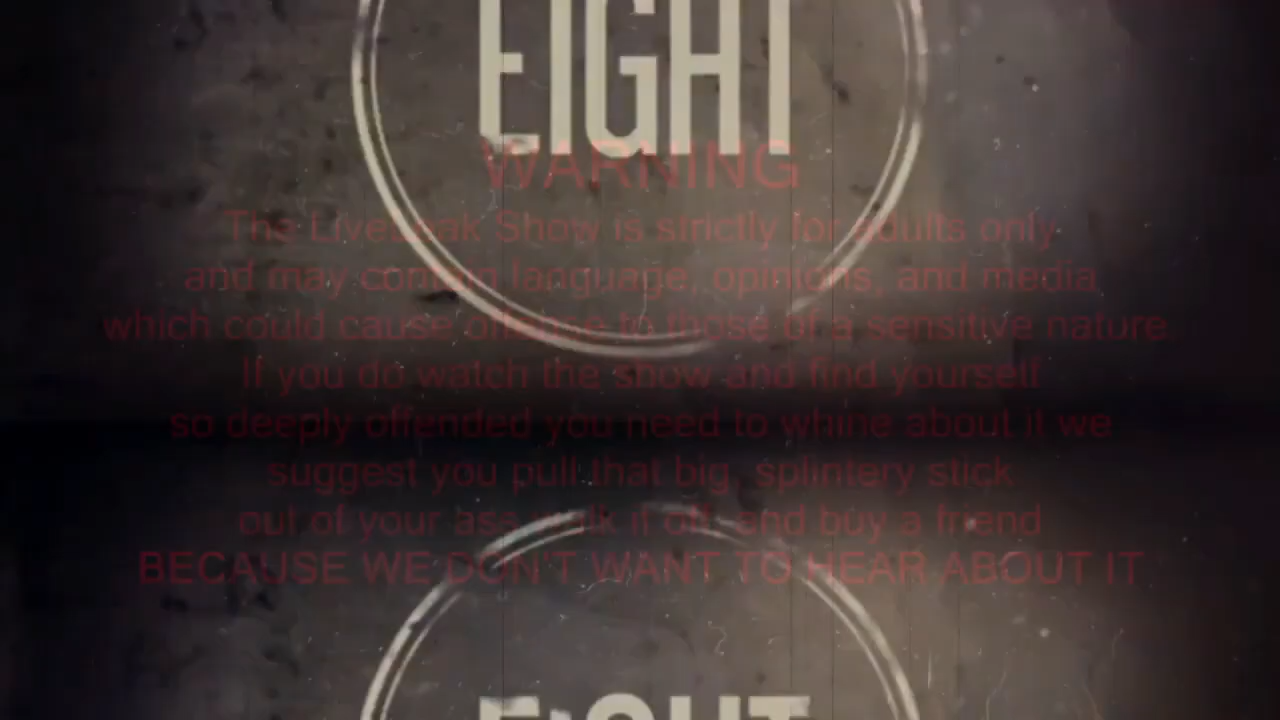 EIGHT
WARNING
The LiveLeak Show is strictly for adults only
and may contain language, opinions, and media
which could cause offense to those of a sensitive nature.
If you do watch the show and find yourself
so deeply offended you need to whine about it we
suggest you pull that big, splintery stick
out of your ass, walk it off, and buy a friend
BECAUSE WE DON'T WANT TO HEAR ABOUT IT
EIGHT